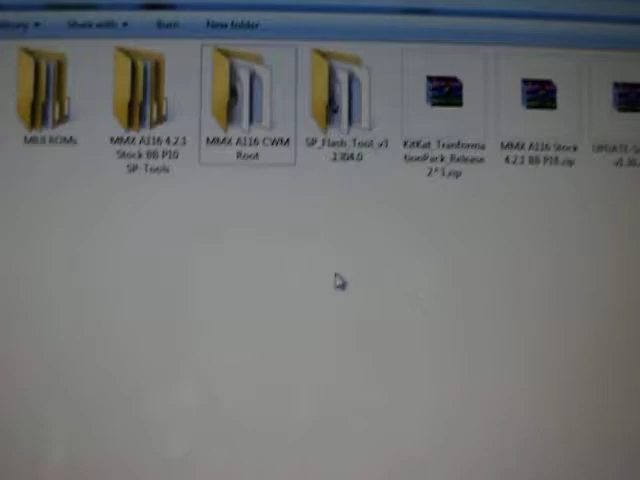 Share with
Burn
New folder
MIUI ROMs
MMX A116 4.2.1
Stock BB P10
SP-Tools
MMX A116 CWM
Root
SP_Flash_Tool_v3
.1304.0
KitKat_Tranforma
tionPack_Release
2^3.zip
MMX A116 Stock
4.2.1 BB P10.zip